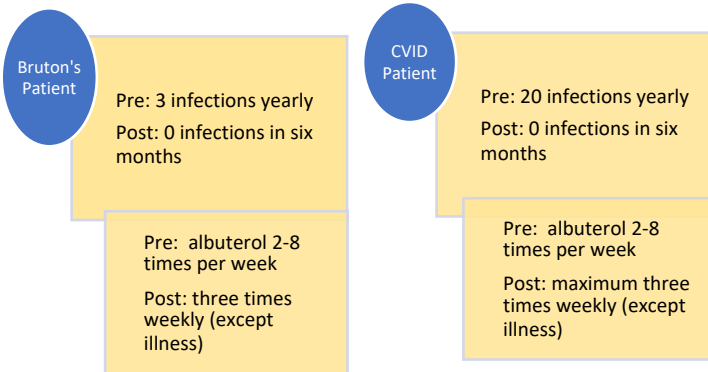 Bruton's
Patient
Pre: 3 infections yearly
Post: 0 infections in six
months
Pre:  albuterol 2-8
times per week
Post: three times
weekly (except
illness)
CVID
Patient
Pre: 20 infections yearly
Post: 0 infections in six
months
Pre: albuterol 2-8
times per week
Post: maximum three
times weekly (except
illness)